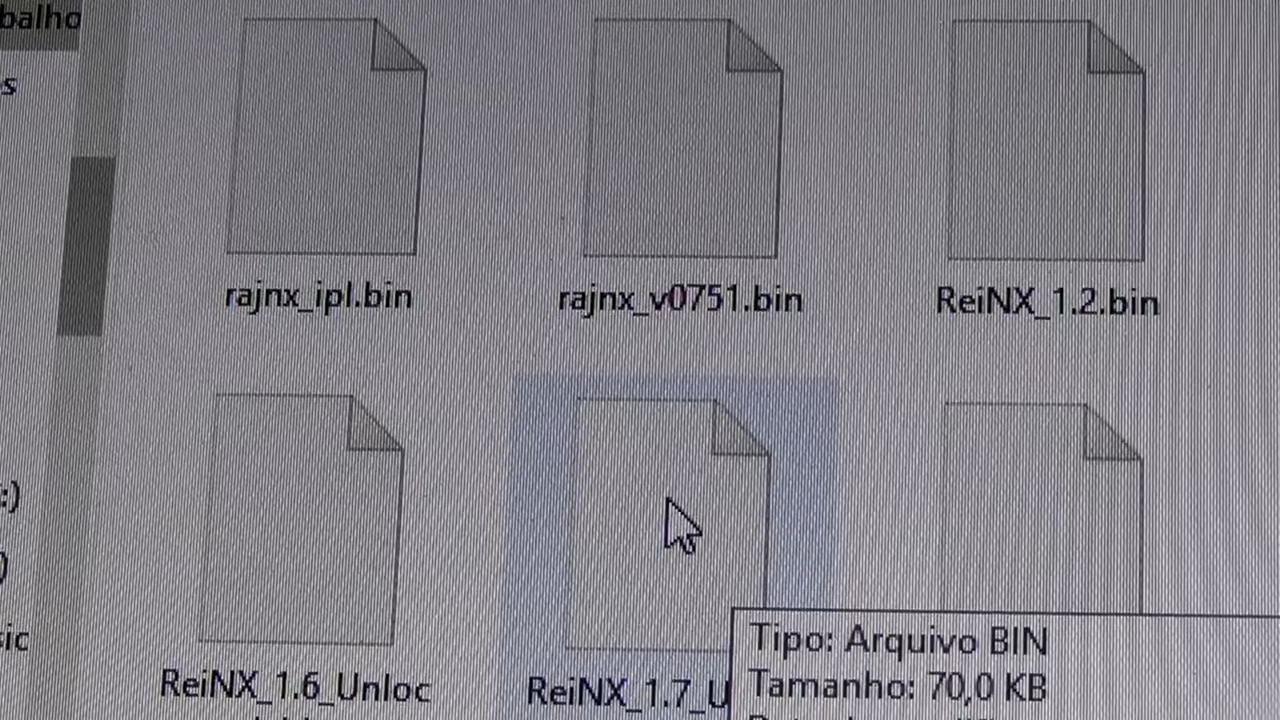 balho
s
rajnx_ipl.bin
rajnx_v0751.bin
ReiNX_1.2.bin
:)
)
ic
ReiNX_1.6_Unloc
ReiNX_1.7_U
Tipo: Arquivo BIN
Tamanho: 70,0 KB